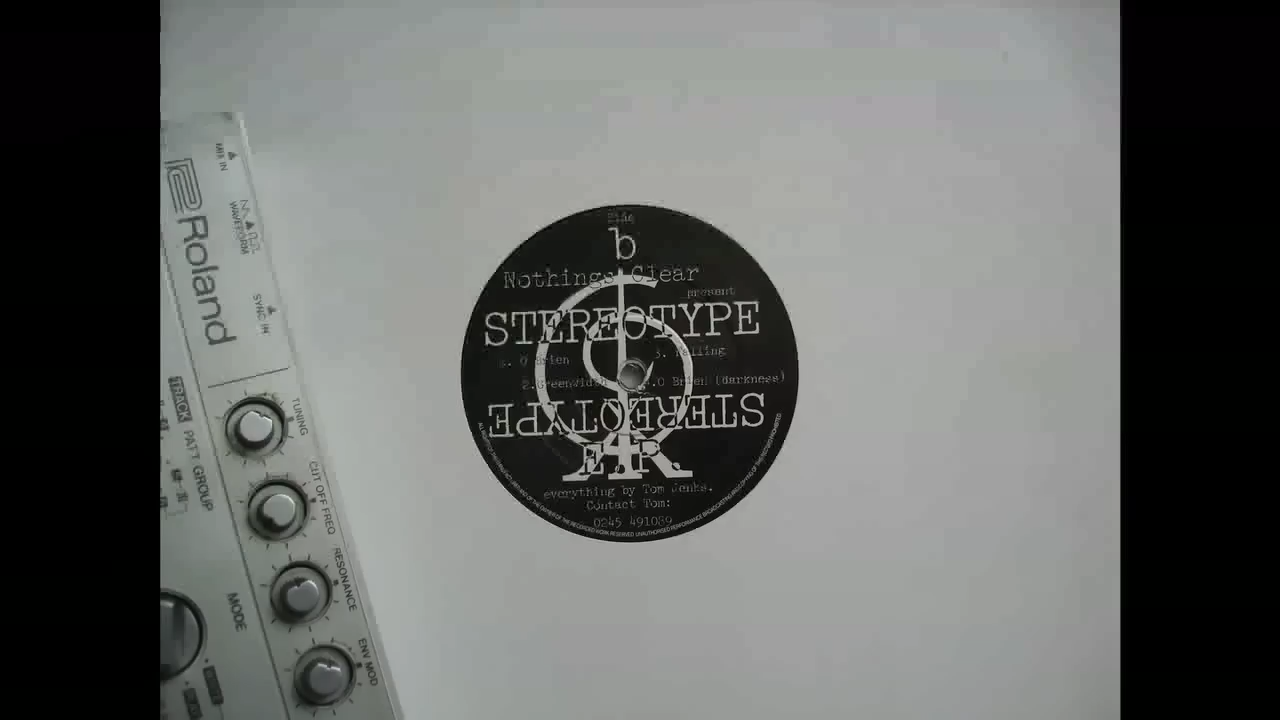 Side
b
Nothings Clear
present
STEREOTYPE
1. O Brien
3. Falling
2.Greenwidth
4.O Brien (darkness)
STEREOTYPE
E.P.
everything by Tom Jenks.
Contact Tom:
0245 491039
Roland
MIX IN
WAVEFORM
SYNC IN
TUNING
CUT OFF FREQ
RESONANCE
ENV MOD
TRACK
PATT GROUP
MODE